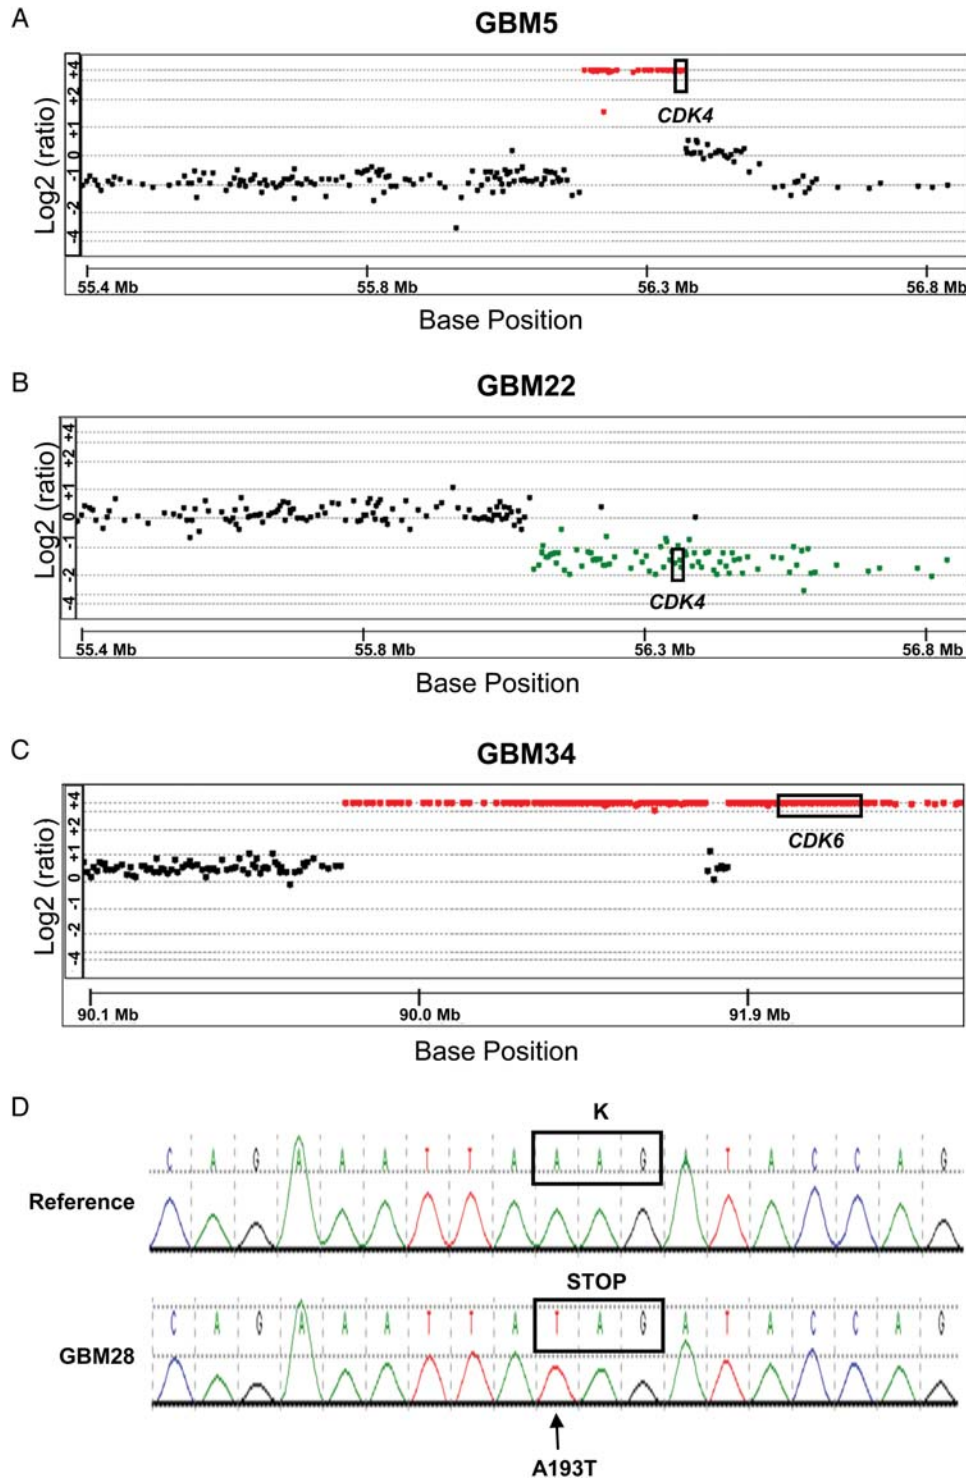 A
GBM5
Log2 (ratio)
+4
+2
+1
0
-1
-2
-4
CDK4
55.4 Mb 55.8 Mb 56.3 Mb 56.8 Mb
Base Position
B
GBM22
Log2 (ratio)
+4
+2
+1
0
-1
-2
-4
CDK4
55.4 Mb 55.8 Mb 56.3 Mb 56.8 Mb
Base Position
C
GBM34
Log2 (ratio)
+4
+2
+1
0
-1
-2
-4
CDK6
90.1 Mb 90.0 Mb 91.9 Mb
Base Position
D
K
C A G A A A T T A A A G A T A C C A G
Reference
STOP
C A G A A A T T A T A G A T A C C A G
GBM28
A193T